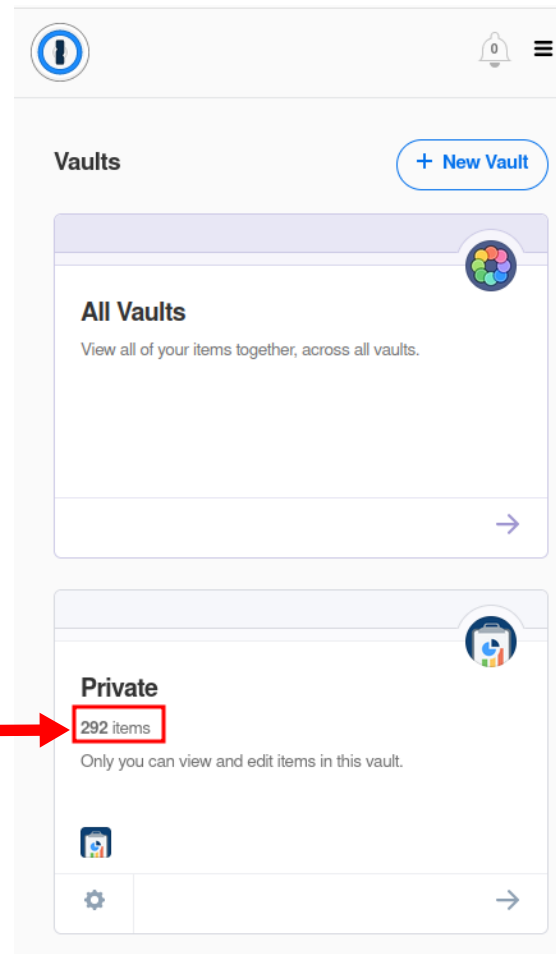 0
Vaults
+ New Vault
All Vaults
View all of your items together, across all vaults.
Private
292 items
Only you can view and edit items in this vault.